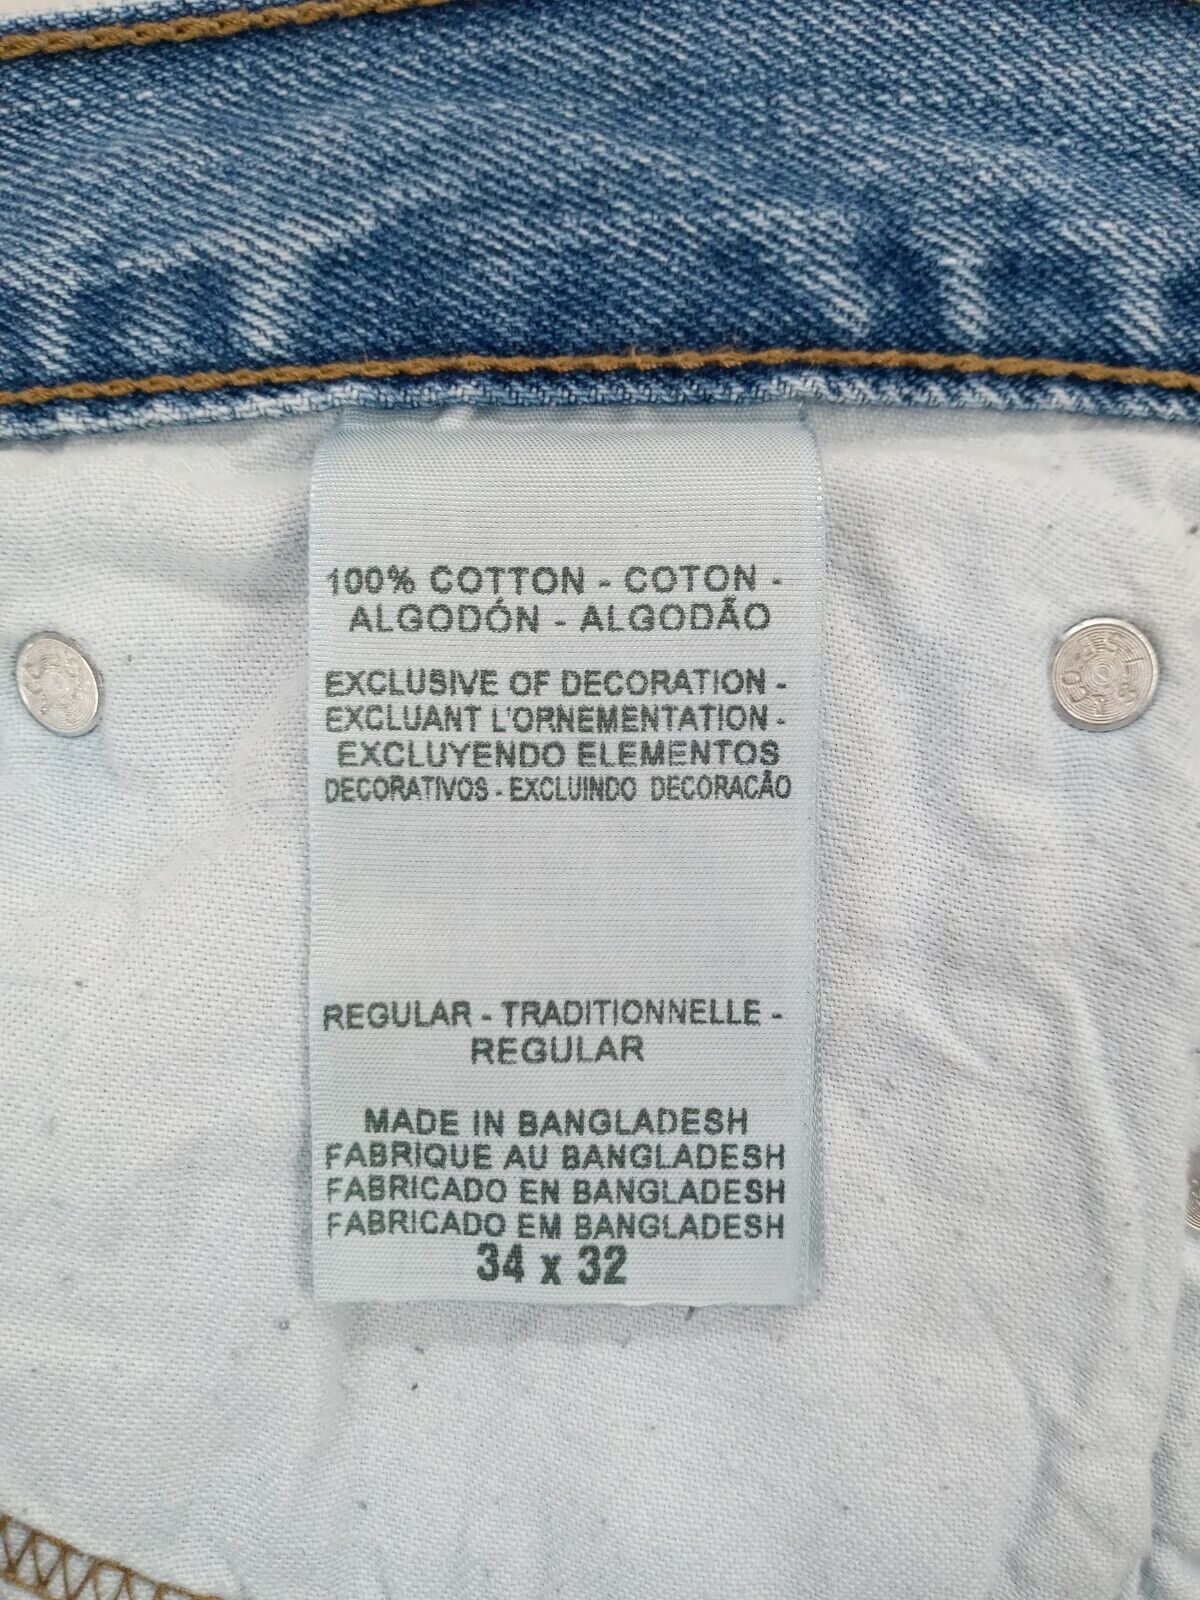 100% COTTON - COTON -
ALGODÓN - ALGODÃO
EXCLUSIVE OF DECORATION -
EXCLUANT L'ORNEMENTATION -
EXCLUYENDO ELEMENTOS
DECORATIVOS - EXCLUINDO DECORACÃO
REGULAR - TRADITIONNELLE -
REGULAR
MADE IN BANGLADESH
FABRIQUE AU BANGLADESH
FABRICADO EN BANGLADESH
FABRICADO EM BANGLADESH
34 x 32